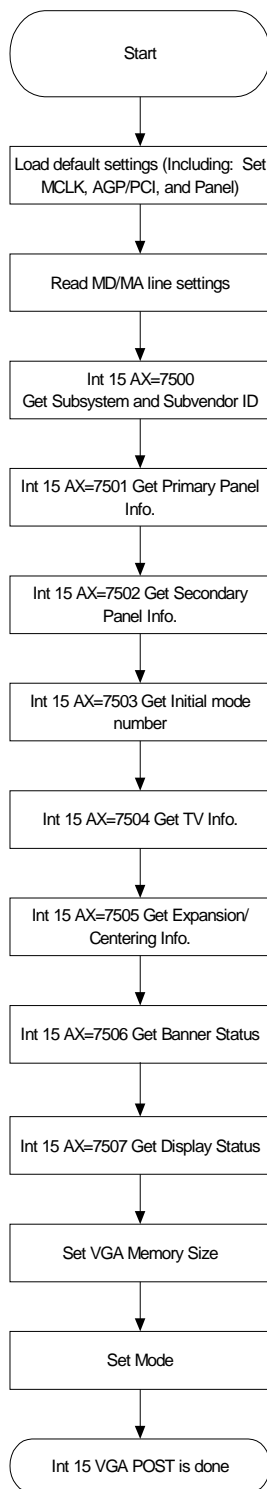 Start
Load default settings (Including: Set
MCLK, AGP/PCI, and Panel)
Read MD/MA line settings
Int 15 AX=7500
Get Subsystem and Subvendor ID
Int 15 AX=7501 Get Primary Panel
Info.
Int 15 AX=7502 Get Secondary
Panel Info.
Int 15 AX=7503 Get Initial mode
number
Int 15 AX=7504 Get TV Info.
Int 15 AX=7505 Get Expansion/
Centering Info.
Int 15 AX=7506 Get Banner Status
Int 15 AX=7507 Get Display Status
Set VGA Memory Size
Set Mode
Int 15 VGA POST is done